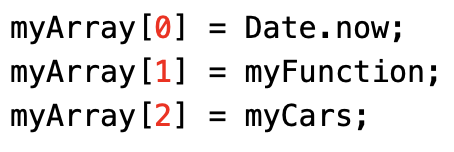 myArray[0] = Date.now;
myArray[1] = myFunction;
myArray[2] = myCars;